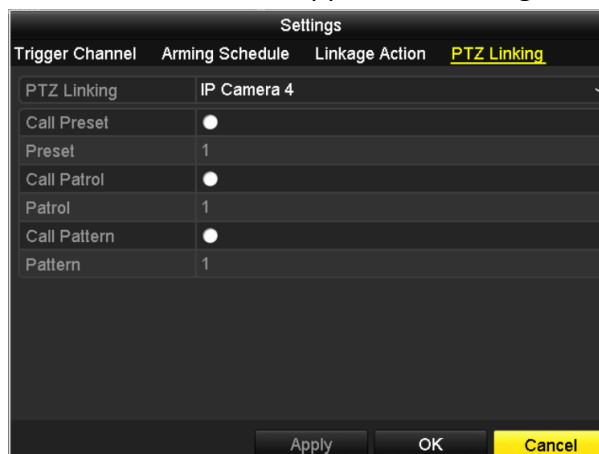 Settings
Trigger Channel Arming Schedule Linkage Action PTZ Linking
PTZ Linking IP Camera 4
Call Preset
Preset 1
Call Patrol
Patrol 1
Call Pattern
Pattern 1
Apply OK Cancel